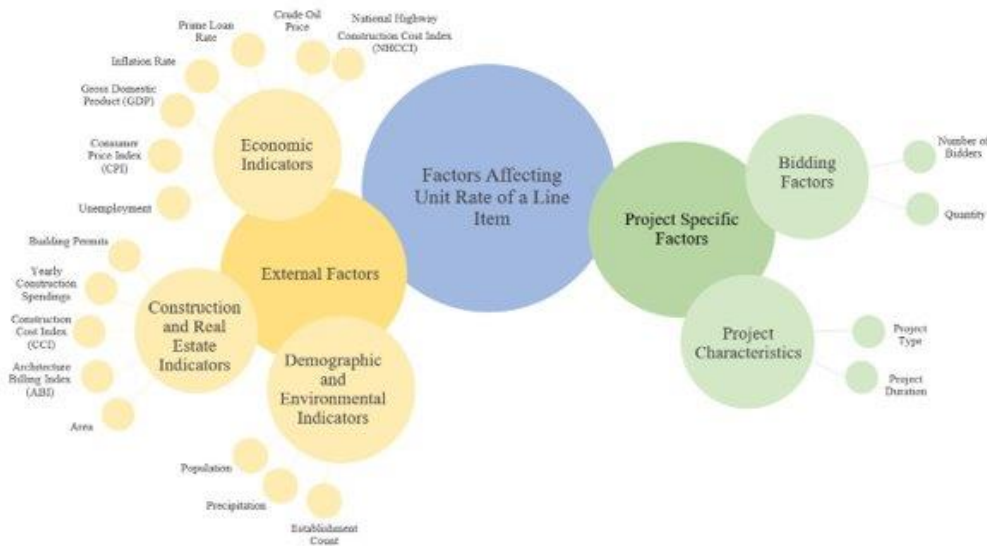 Prime Loan
Rate
Crude Oil
Price
National Highway
Construction Cost Index
(NHCCI)
Inflation Rate
Gross Domestic
Product (GDP)
Consumer
Price Index
(CPI)
Unemployment
Economic
Indicators
Factors Affecting
Unit Rate of a Line
Item
Project Specific
Factors
Bidding
Factors
Number of
Bidders
Quantity
External Factors
Building Permits
Yearly
Construction
Spendings
Construction
Cost Index
(CCI)
Architecture
Billing Index
(ABI)
Area
Construction
and Real
Estate
Indicators
Demographic
and
Environmental
Indicators
Project
Characteristics
Project
Type
Project
Duration
Population
Precipitation
Establishment
Count